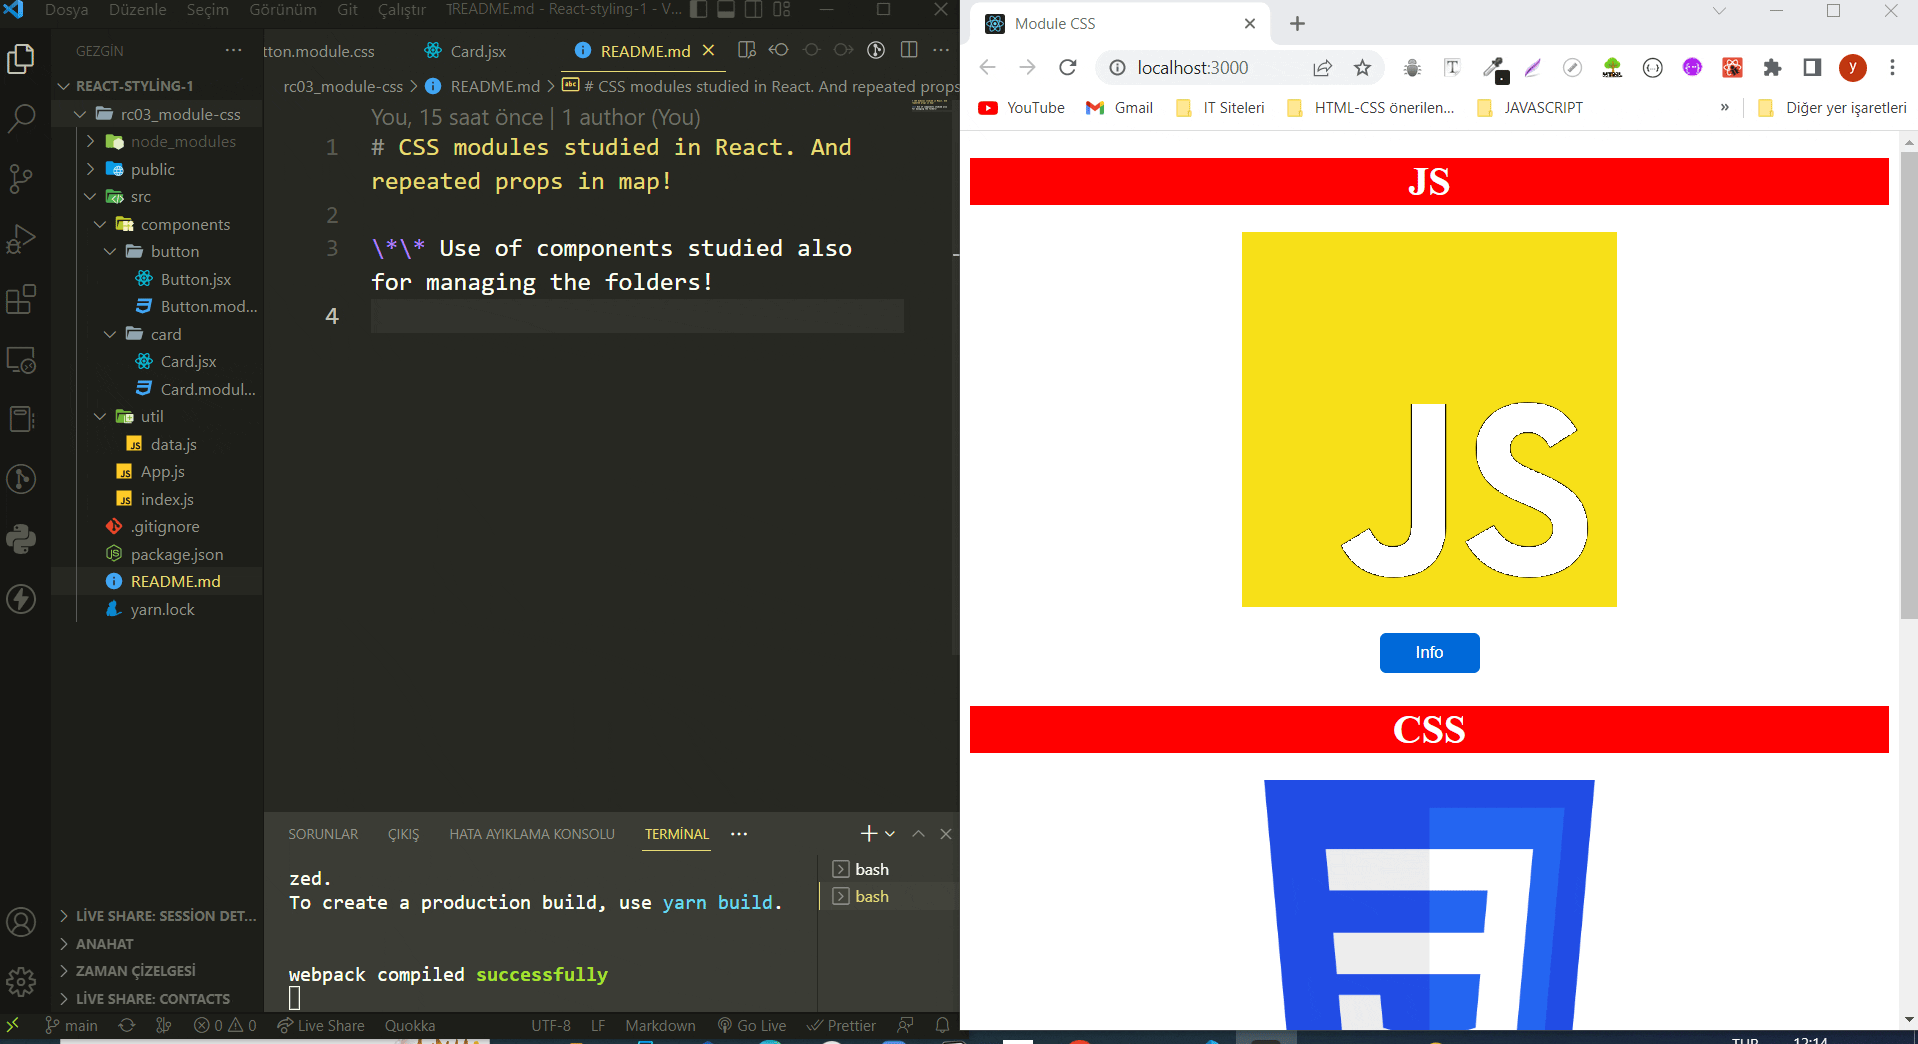 Dosya Düzenle Seçim Görünüm Git Çalıştır README.md - React-styling-1 - V...
GEZGİN
tton.module.css Card.jsx README.md
REACT-STYLİNG-1
rc03_module-css
node_modules
public
src
components
button
Button.jsx
Button.mod...
card
Card.jsx
Card.modul...
util
data.js
App.js
index.js
.gitignore
package.json
README.md
yarn.lock
LİVE SHARE: SESSİON DET...
ANAHAT
ZAMAN ÇİZELGESİ
LİVE SHARE: CONTACTS
rc03_module-css > README.md > # CSS modules studied in React. And repeated props
You, 15 saat önce | 1 author (You)
1 # CSS modules studied in React. And
repeated props in map!
2
3 \*\* Use of components studied also
for managing the folders!
4
SORUNLAR ÇIKIŞ HATA AYIKLAMA KONSOLU TERMİNAL
zed.
To create a production build, use yarn build.
webpack compiled successfully
bash
bash
main 0 0 Live Share Quokka UTF-8 LF Markdown Go Live Prettier
Module CSS
localhost:3000
y
YouTube Gmail IT Siteleri HTML-CSS önerilen... JAVASCRIPT » Diğer yer işaretleri
JS
JS
Info
CSS
TUR 12:14